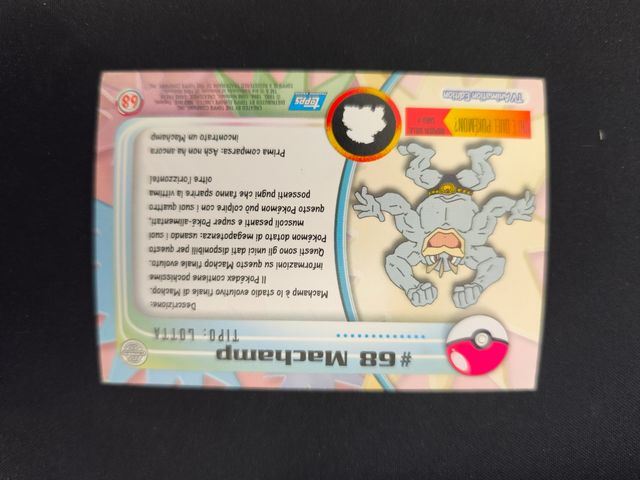 #68 Machamp
TIPO: LOTTA
Descrizione:
Machamp è lo stadio evolutivo finale di Machop.
Il Pokédex contiene pochissime
informazioni su questo Machop finale evoluto.
Questi sono gli unici dati disponibili per questo
Pokémon dotato di megapotenza: usando i suoi
muscoli pesanti e super Poké-alimentati,
questo Pokémon può colpire con i suoi quattro
possenti pugni che fanno sparire la vittima
oltre l'orizzonte!
Prima comparsa: Ash non ha ancora
incontrato un Machamp
TV Animation Edition
topps
68